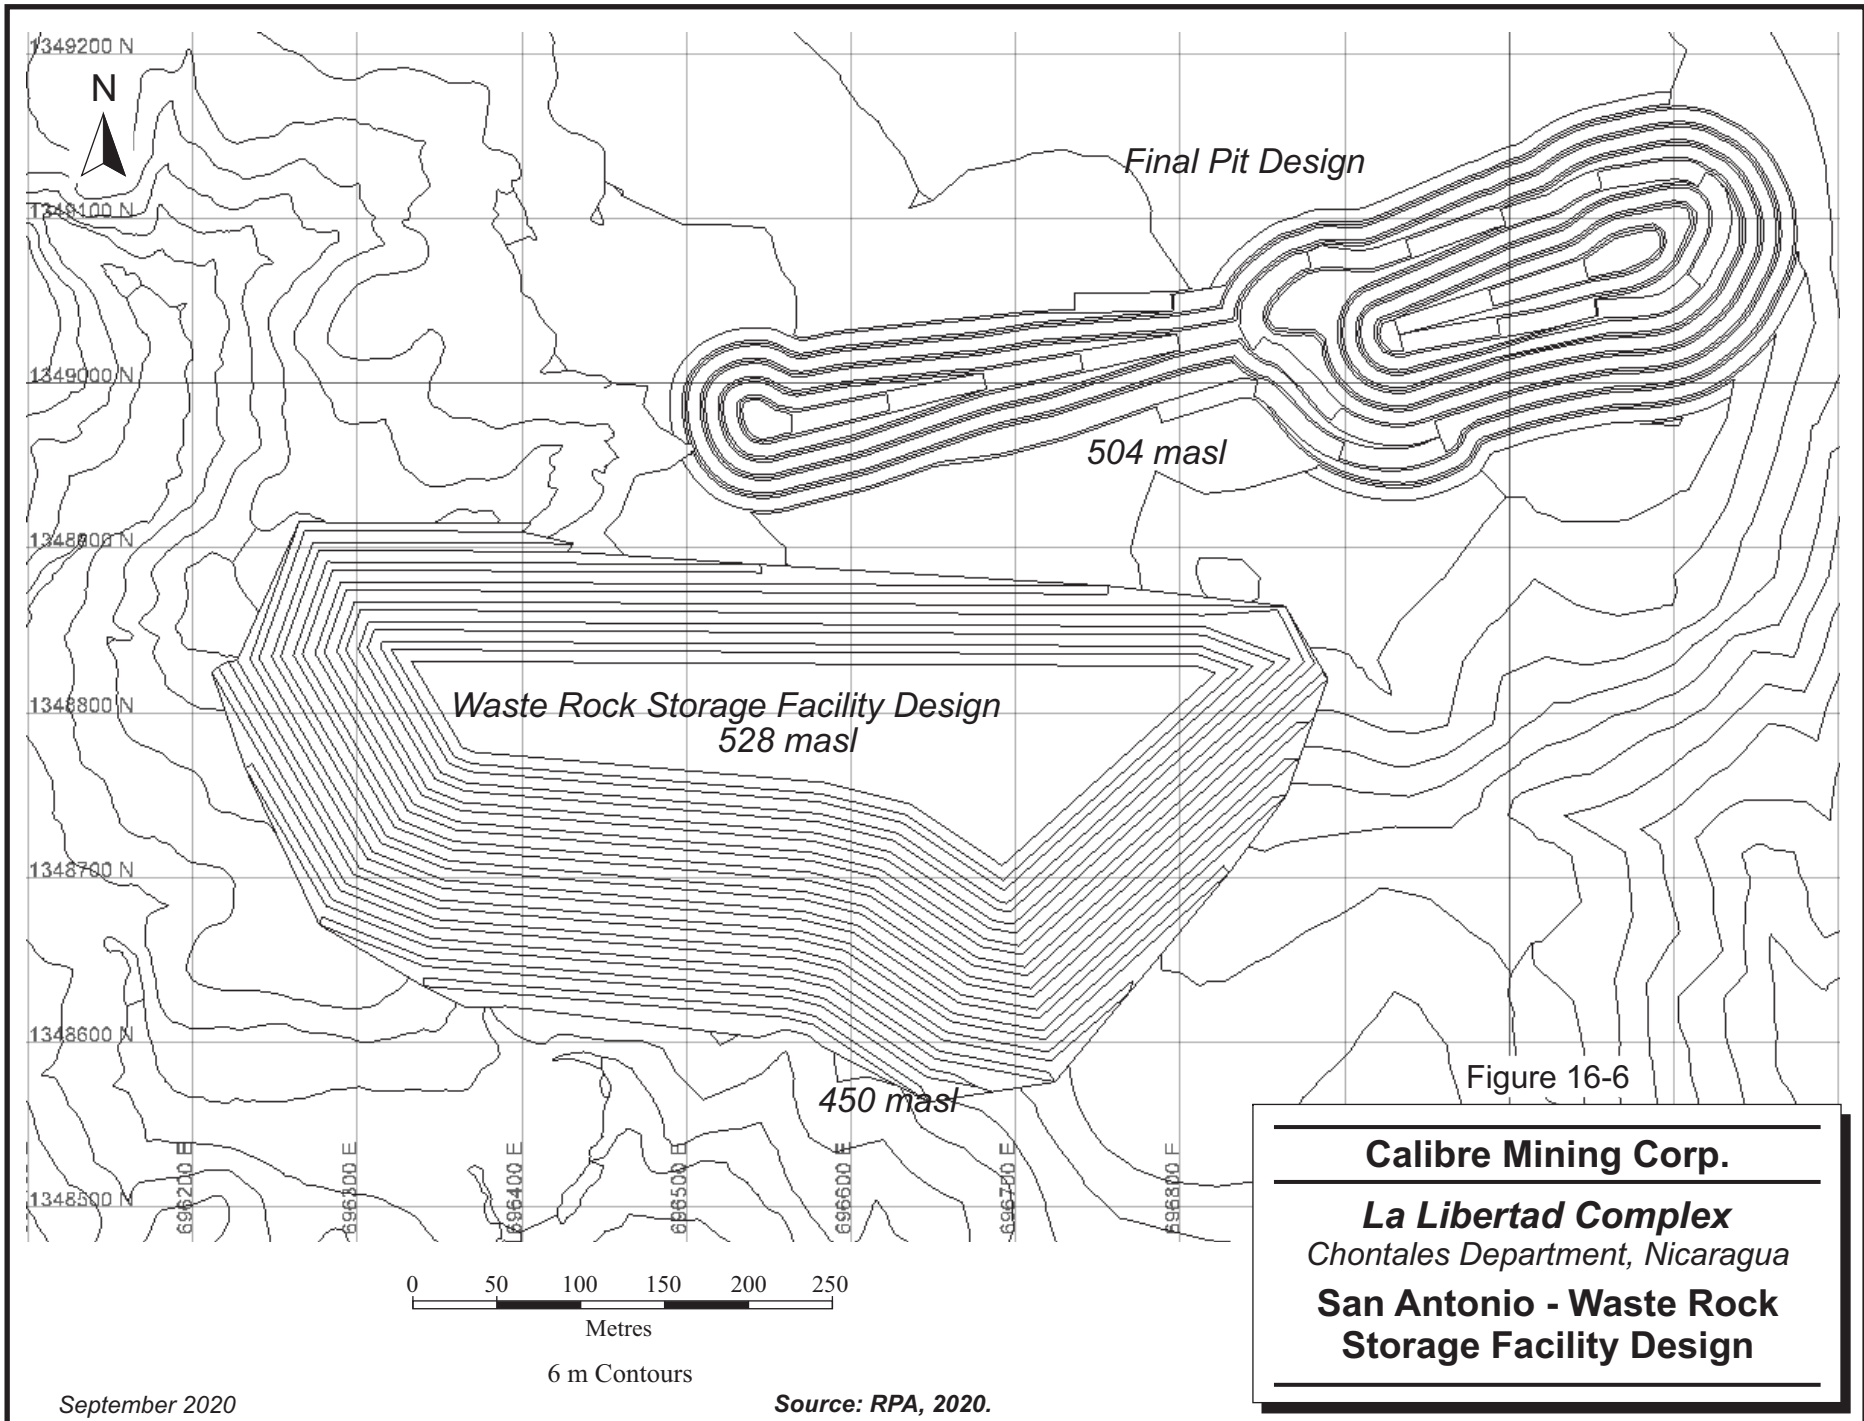 1349200 N
N
Final Pit Design
1349100 N
1349000 N
504 masl
1348900 N
1348800 N
Waste Rock Storage Facility Design
528 masl
1348700 N
1348600 N
450 masl
Figure 16-6
1348500 N
696200 E
696300 E
696400 E
696500 E
696600 E
696700 E
696800 E
Calibre Mining Corp.
La Libertad Complex
Chontales Department, Nicaragua
San Antonio - Waste Rock
Storage Facility Design
0 50 100 150 200 250
Metres
6 m Contours
September 2020
Source: RPA, 2020.